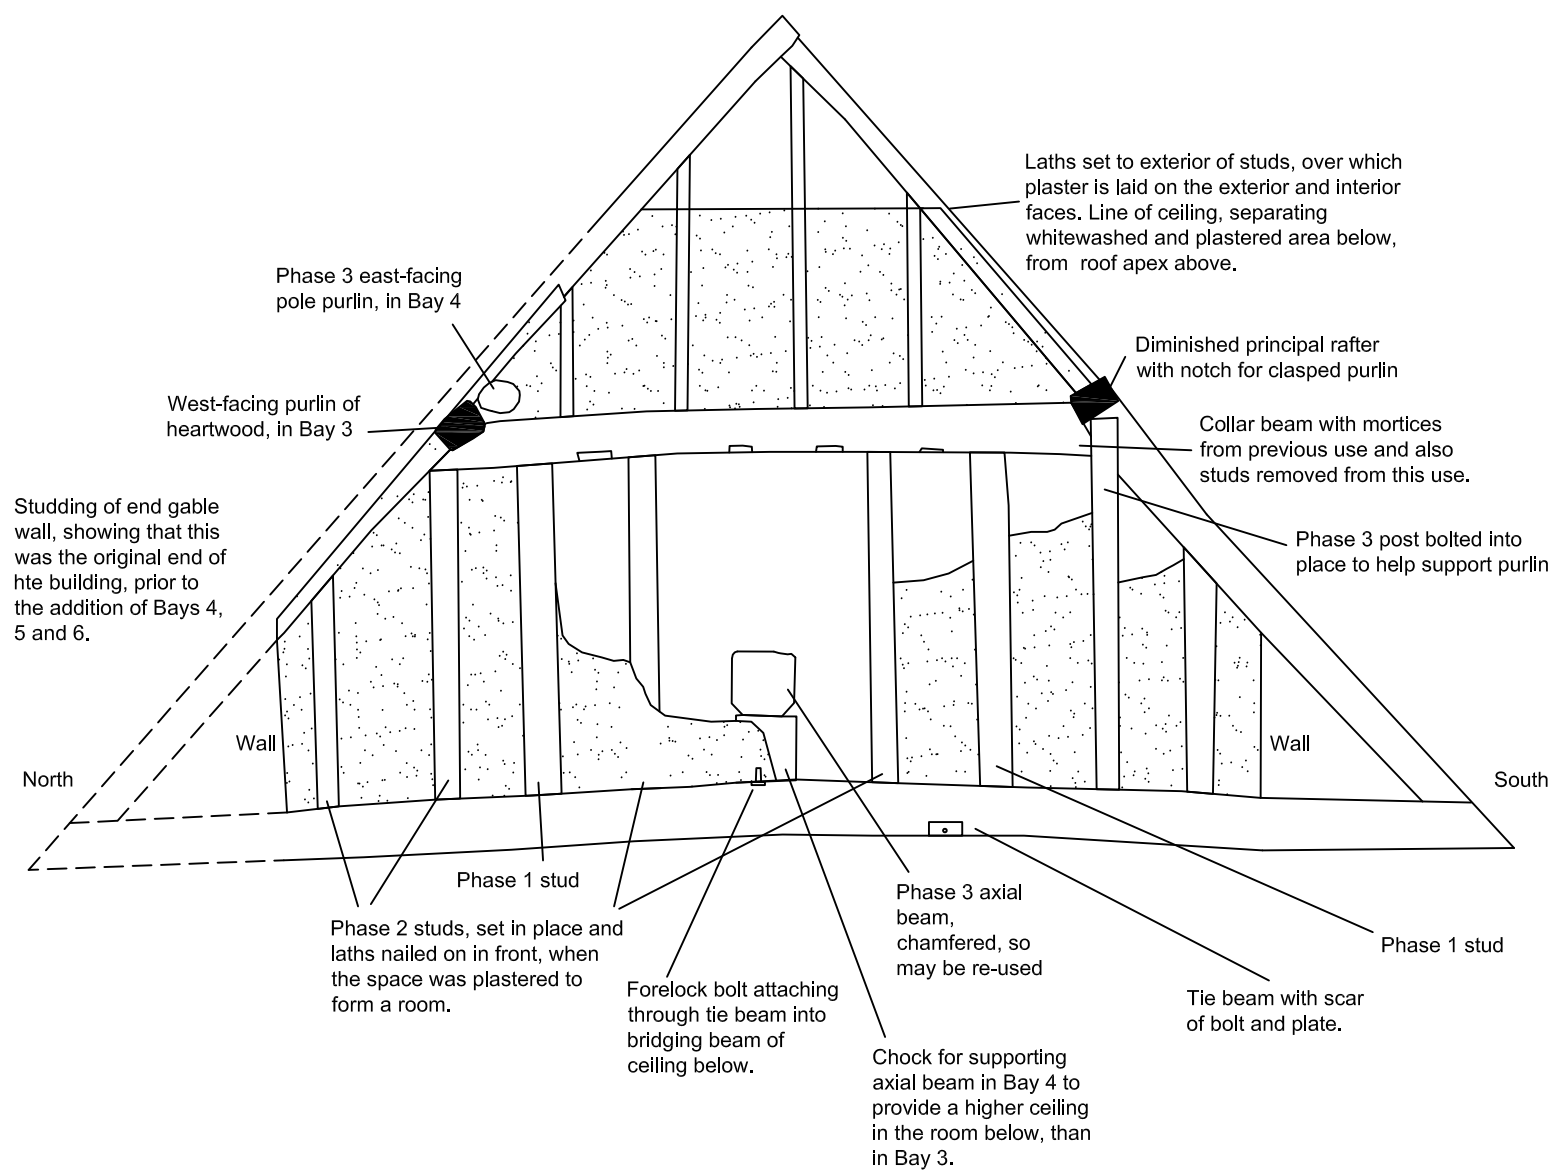 Laths set to exterior of studs, over which
plaster is laid on the exterior and interior
faces. Line of ceiling, separating
whitewashed and plastered area below,
from roof apex above.
Phase 3 east-facing
pole purlin, in Bay 4
Diminished principal rafter
with notch for clasped purlin
West-facing purlin of
heartwood, in Bay 3
Collar beam with mortices
from previous use and also
studs removed from this use.
Studding of end gable
wall, showing that this
was the original end of
hte building, prior to
the addition of Bays 4,
5 and 6.
Phase 3 post bolted into
place to help support purlin
Wall
Wall
North
South
Phase 1 stud
Phase 2 studs, set in place and
laths nailed on in front, when
the space was plastered to
form a room.
Phase 3 axial
beam,
chamfered, so
may be re-used
Phase 1 stud
Forelock bolt attaching
through tie beam into
bridging beam of
ceiling below.
Tie beam with scar
of bolt and plate.
Chock for supporting
axial beam in Bay 4 to
provide a higher ceiling
in the room below, than
in Bay 3.